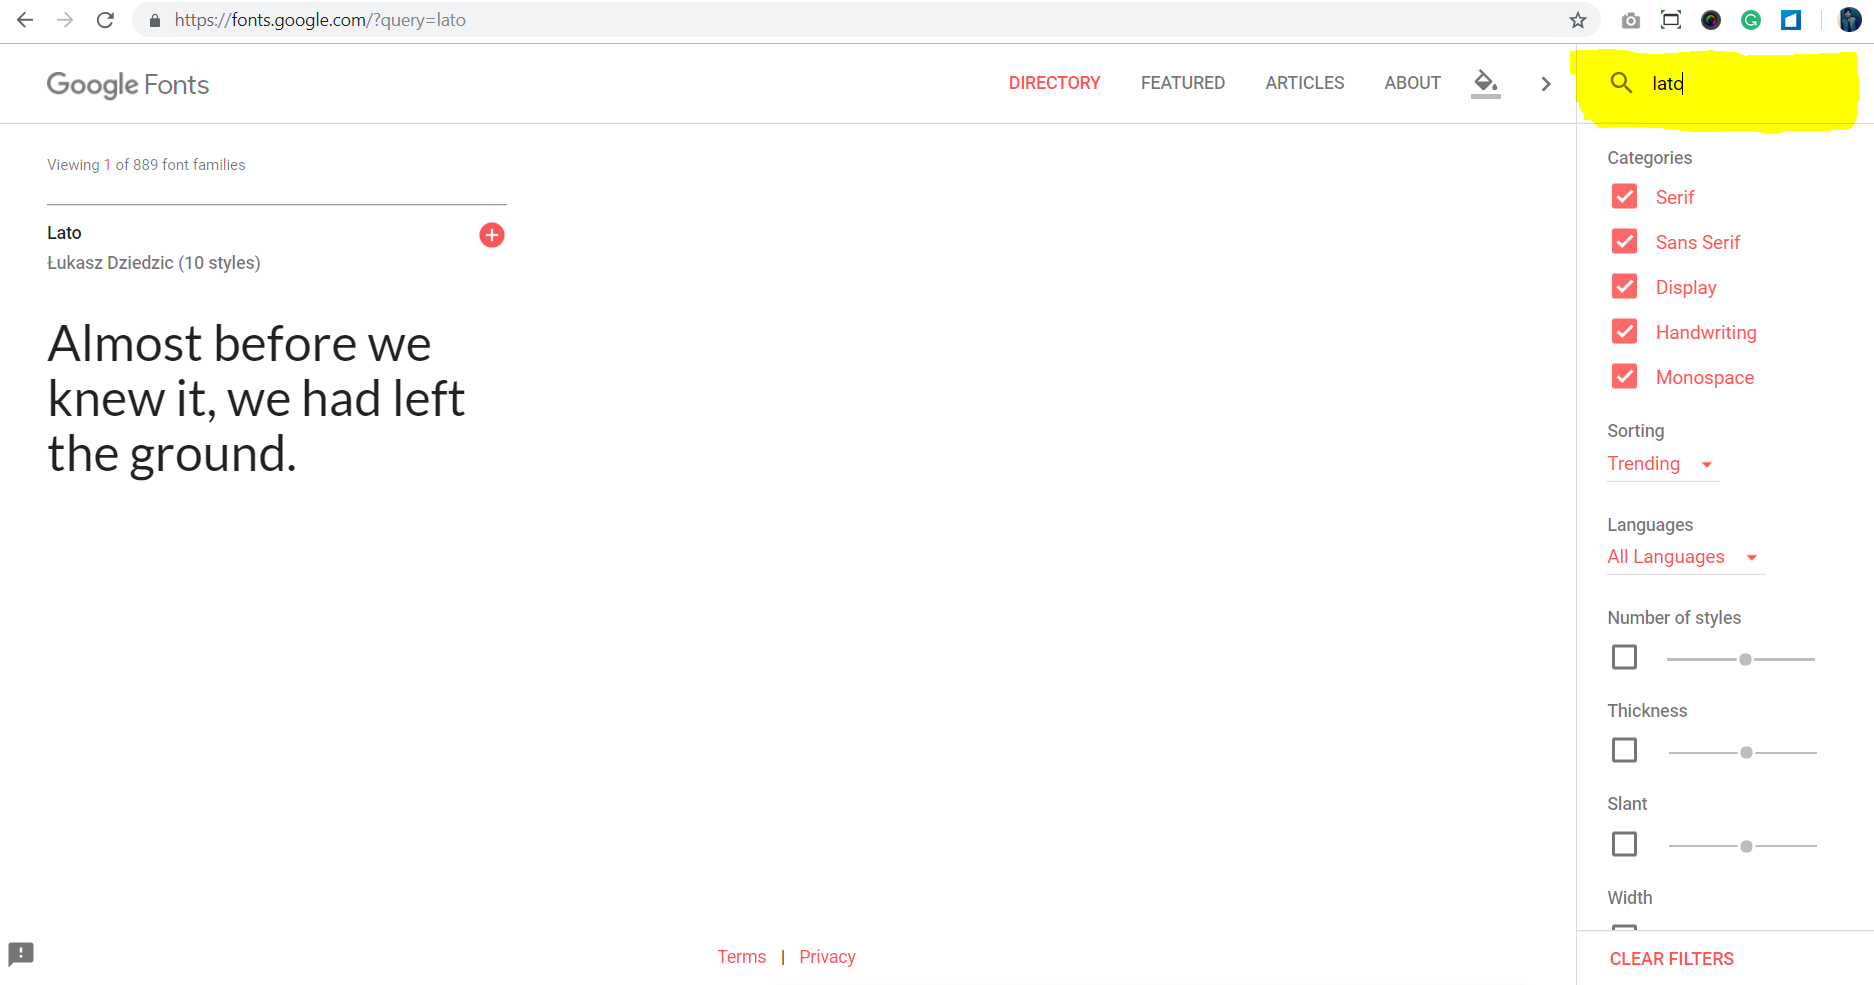 https://fonts.google.com/?query=lato
Google Fonts
DIRECTORY FEATURED ARTICLES ABOUT
lato
Viewing 1 of 889 font families
Lato
Łukasz Dziedzic (10 styles)
Almost before we
knew it, we had left
the ground.
Categories
Serif
Sans Serif
Display
Handwriting
Monospace
Sorting
Trending
Languages
All Languages
Number of styles
Thickness
Slant
Width
Terms | Privacy
CLEAR FILTERS